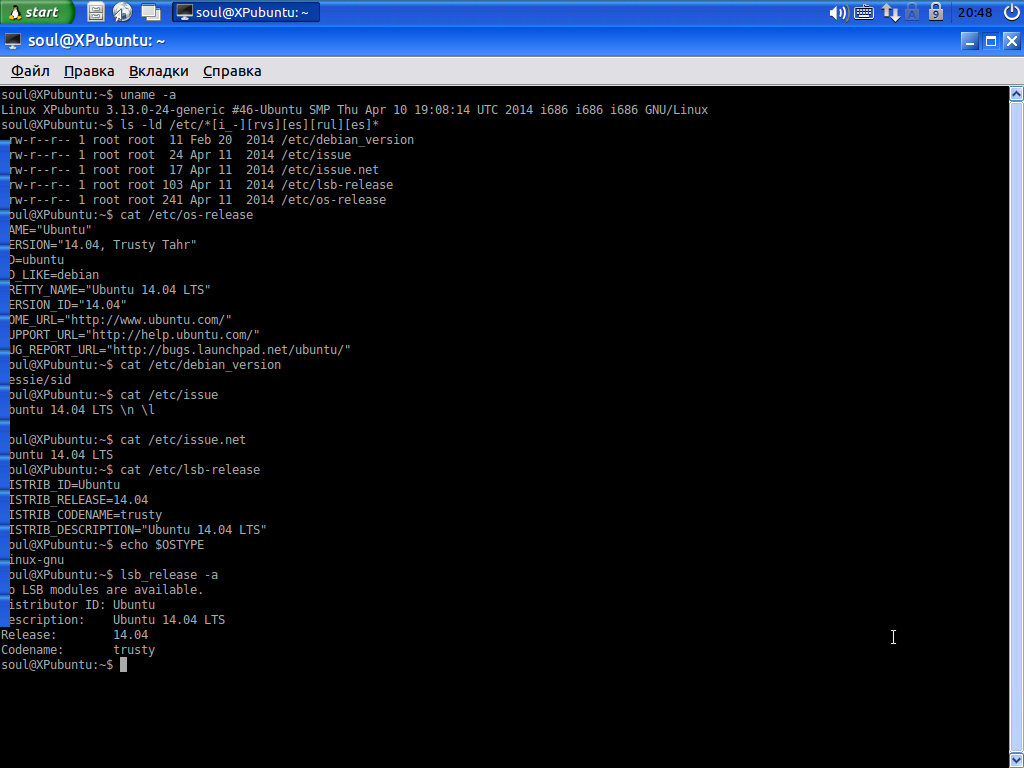 start
soul@XPubuntu: ~
20:48
soul@XPubuntu: ~
Файл Правка Вкладки Справка
soul@XPubuntu:~$ uname -a
Linux XPubuntu 3.13.0-24-generic #46-Ubuntu SMP Thu Apr 10 19:08:14 UTC 2014 i686 i686 i686 GNU/Linux
soul@XPubuntu:~$ ls -ld /etc/*[i_-][rvs][es][rul][es]*
rw-r--r-- 1 root root  11 Feb 20  2014 /etc/debian_version
rw-r--r-- 1 root root  24 Apr 11  2014 /etc/issue
rw-r--r-- 1 root root  17 Apr 11  2014 /etc/issue.net
rw-r--r-- 1 root root 103 Apr 11  2014 /etc/lsb-release
rw-r--r-- 1 root root 241 Apr 11  2014 /etc/os-release
oul@XPubuntu:~$ cat /etc/os-release
AME="Ubuntu"
ERSION="14.04, Trusty Tahr"
D=ubuntu
D_LIKE=debian
RETTY_NAME="Ubuntu 14.04 LTS"
ERSION_ID="14.04"
OME_URL="http://www.ubuntu.com/"
UPPORT_URL="http://help.ubuntu.com/"
UG_REPORT_URL="http://bugs.launchpad.net/ubuntu/"
oul@XPubuntu:~$ cat /etc/debian_version
essie/sid
oul@XPubuntu:~$ cat /etc/issue
buntu 14.04 LTS \n \l
oul@XPubuntu:~$ cat /etc/issue.net
buntu 14.04 LTS
oul@XPubuntu:~$ cat /etc/lsb-release
ISTRIB_ID=Ubuntu
ISTRIB_RELEASE=14.04
ISTRIB_CODENAME=trusty
ISTRIB_DESCRIPTION="Ubuntu 14.04 LTS"
oul@XPubuntu:~$ echo $OSTYPE
inux-gnu
oul@XPubuntu:~$ lsb_release -a
o LSB modules are available.
istributor ID: Ubuntu
escription:    Ubuntu 14.04 LTS
Release:        14.04
Codename:       trusty
soul@XPubuntu:~$